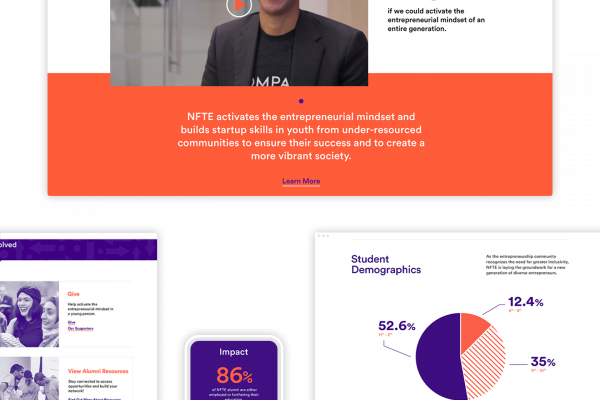 if we could activate the
entrepreneurial mindset of an
entire generation.
OMPA
NFTE activates the entrepreneurial mindset and
builds startup skills in youth from under-resourced
communities to ensure their success and to create a
more vibrant society.
Learn More
olved
Give
Help activate the
entrepreneurial mindset in
a young person.
Give
Our Supporters
View Alumni Resources
Stay connected to access
opportunities and build your
network!
Impact
86%
of NFTE alumni are either
employed or furthering their
Student
Demographics
As the entrepreneurship community
recognizes the need for greater inclusivity,
NFTE is laying the groundwork for a new
generation of diverse entrepreneurs.
12.4%
52.6%
35%